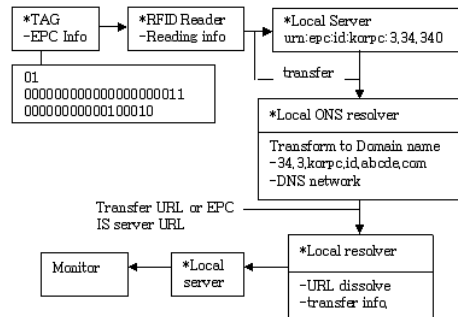 *TAG
-EPC Info
*RFID Reader
-Reading info
*Local Server
urn:epc:id:korpc:3,34,340
01
0000000000000000000011
00000000000100010
transfer
*Local ONS resolver
Transform to Domain name
-34,3,korpc,id,abcde,com
-DNS network
Transfer URL or EPC
IS server URL
*Local resolver
-URL dissolve
-transfer info,
*Local
server
Monitor